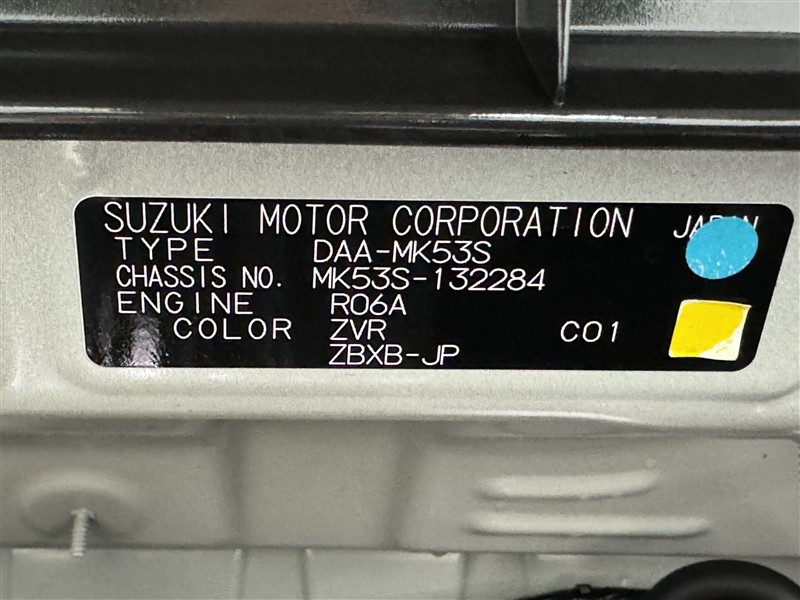 SUZUKI MOTOR CORPORATION JAPAN
TYPE DAA-MK53S
CHASSIS NO. MK53S-132284
ENGINE R06A
COLOR ZVR C01
ZBXB-JP